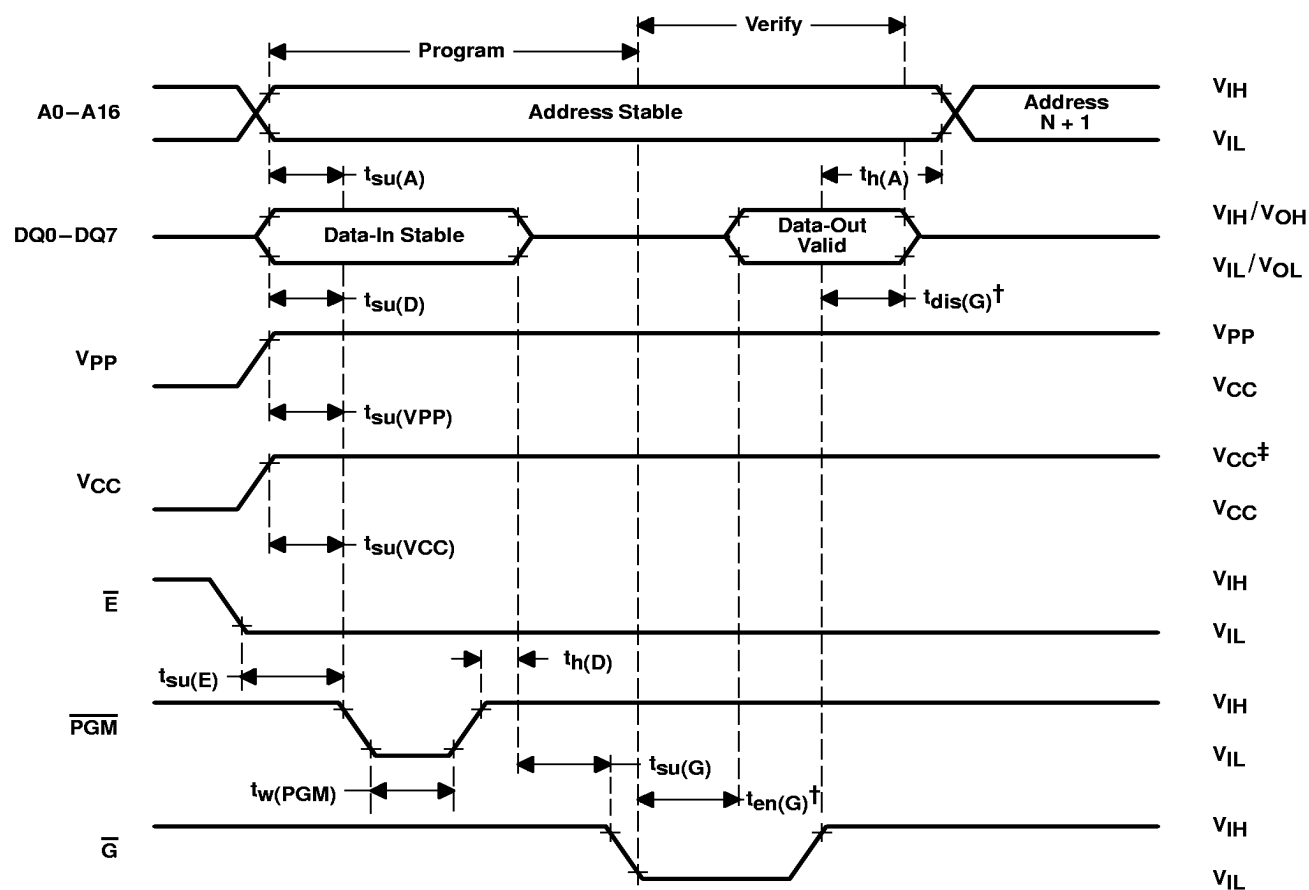 Verify
Program
A0–A16
Address Stable
Address
N + 1
VIH
VIL
tsu(A)
th(A)
DQ0–DQ7
Data-In Stable
Data-Out
Valid
VIH/VOH
VIL/VOL
tsu(D)
tdis(G)†
VPP
VPP
VCC
tsu(VPP)
VCC
VCC‡
VCC
tsu(VCC)
E̅
VIH
VIL
tsu(E)
th(D)
P̅G̅M̅
VIH
VIL
tsu(G)
tw(PGM)
ten(G)†
G̅
VIH
VIL